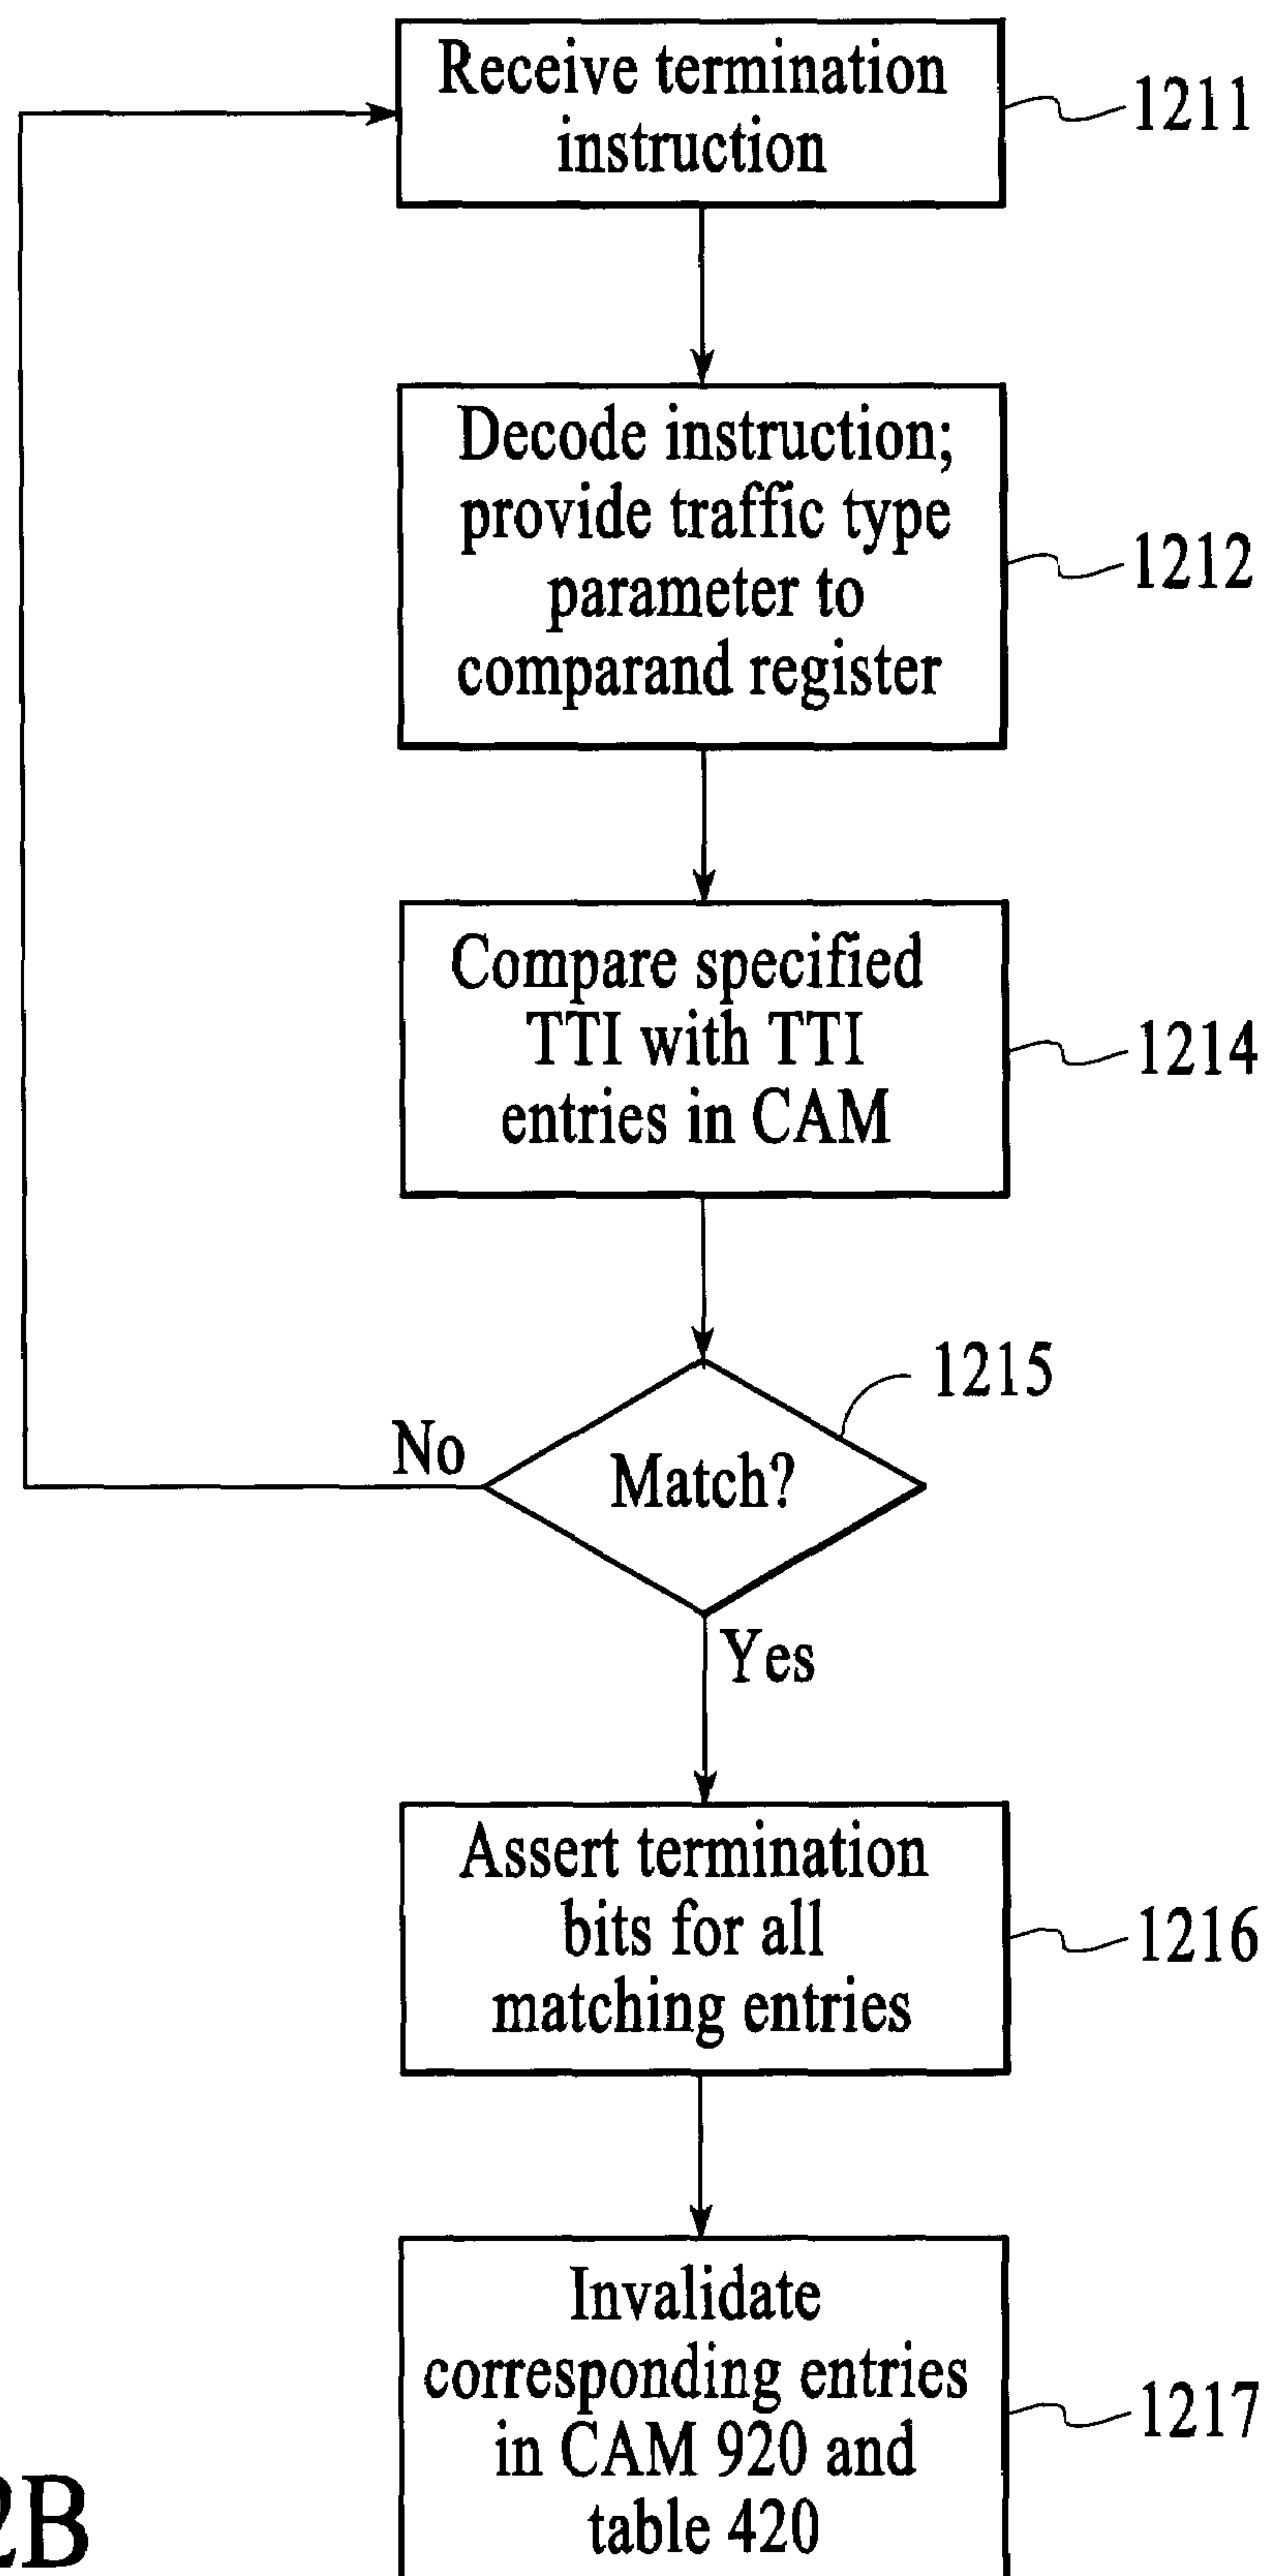 Receive termination
instruction
1211
Decode instruction;
provide traffic type
parameter to
comparand register
1212
Compare specified
TTI with TTI
entries in CAM
1214
1215
No
Match?
Yes
Assert termination
bits for all
matching entries
1216
Invalidate
corresponding entries
in CAM 920 and
table 420
1217
2B